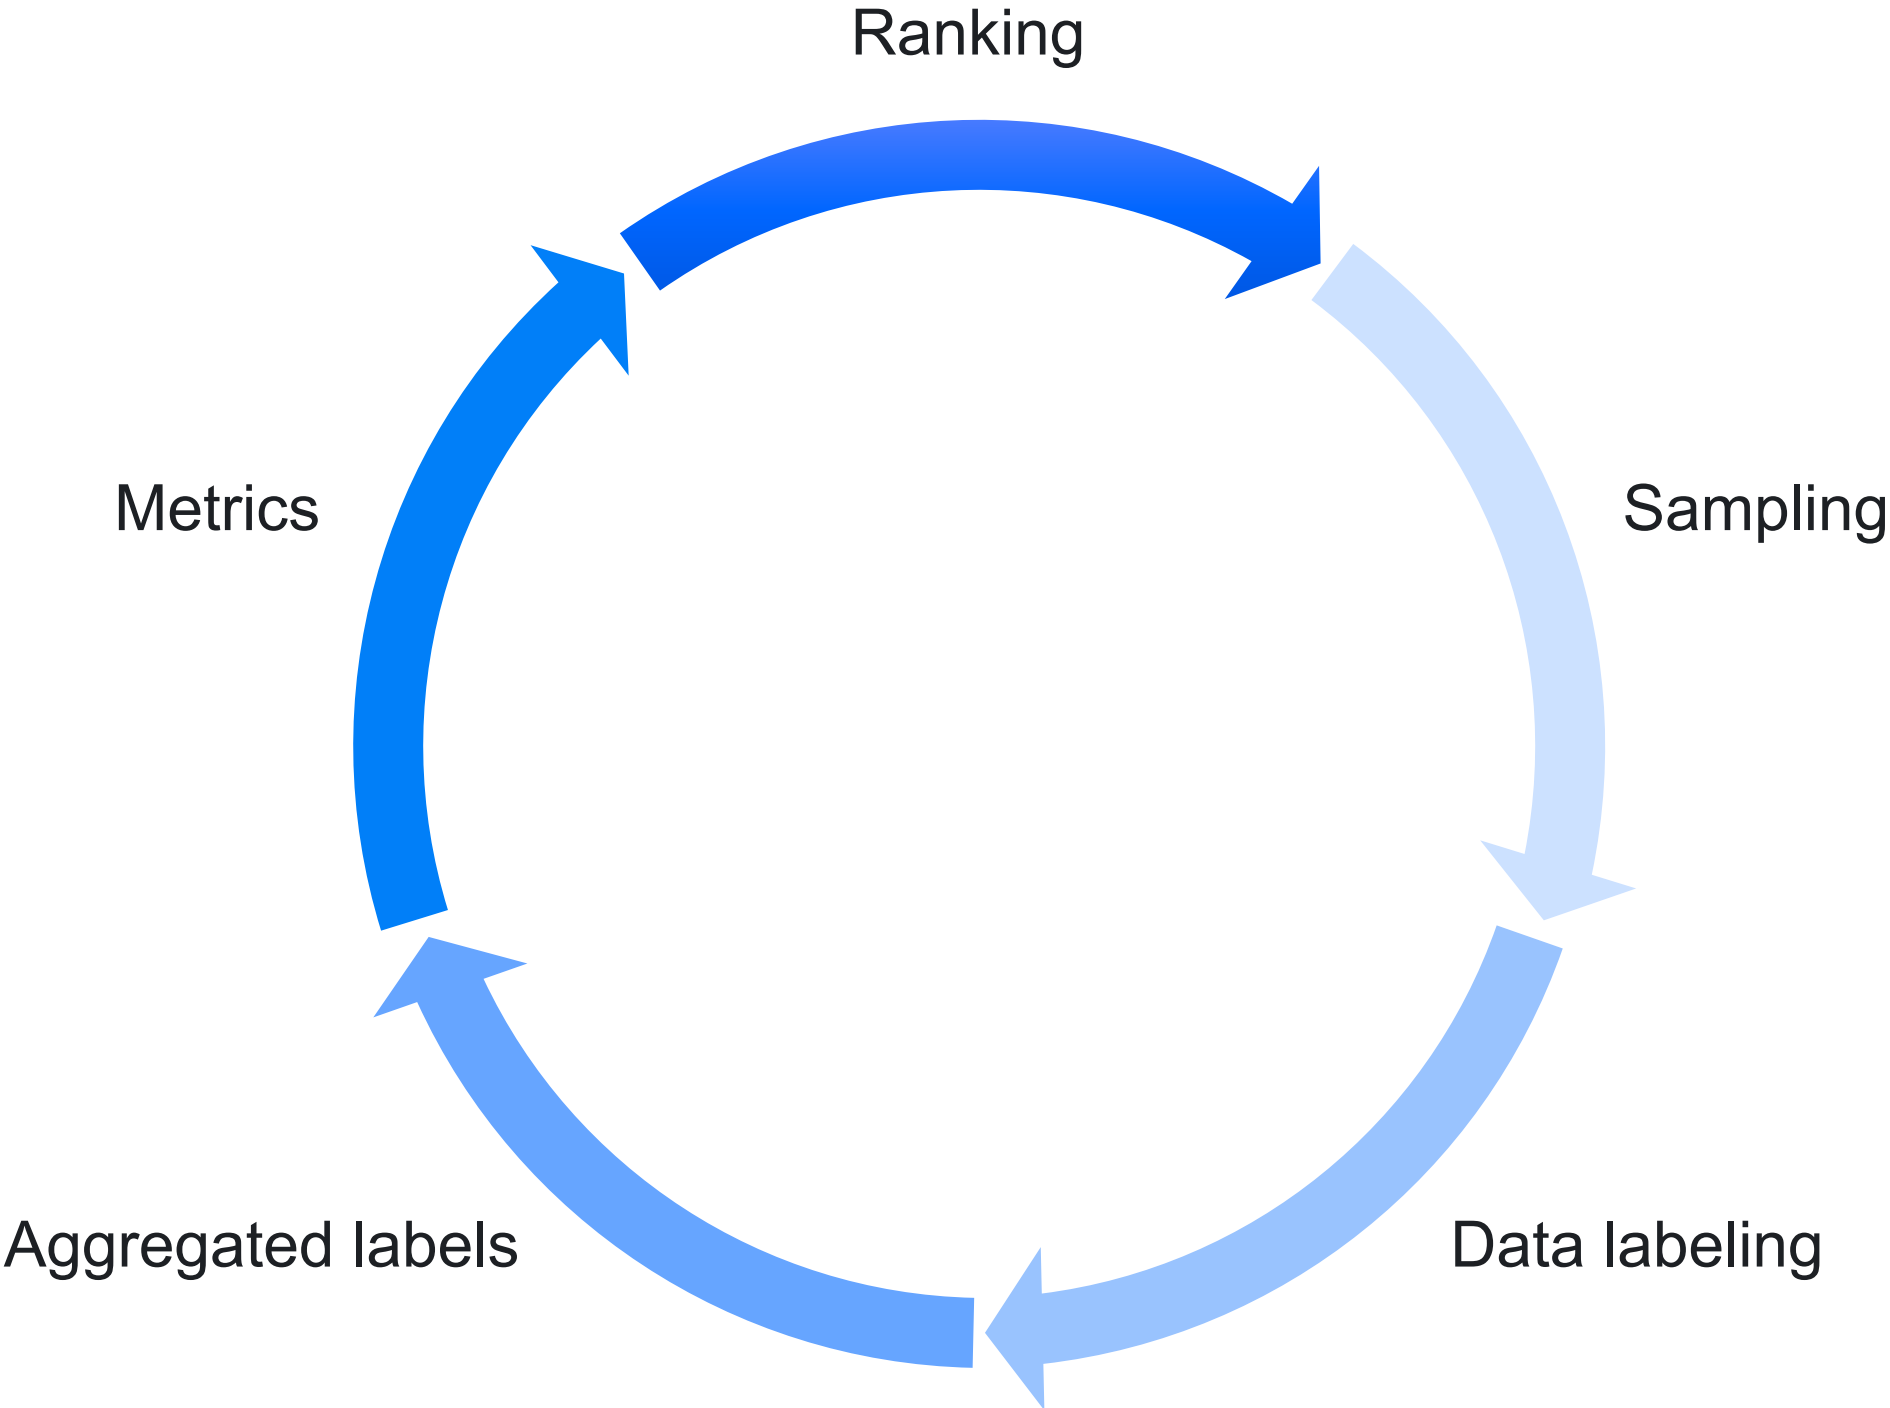 Ranking
Metrics
Sampling
Aggregated labels
Data labeling